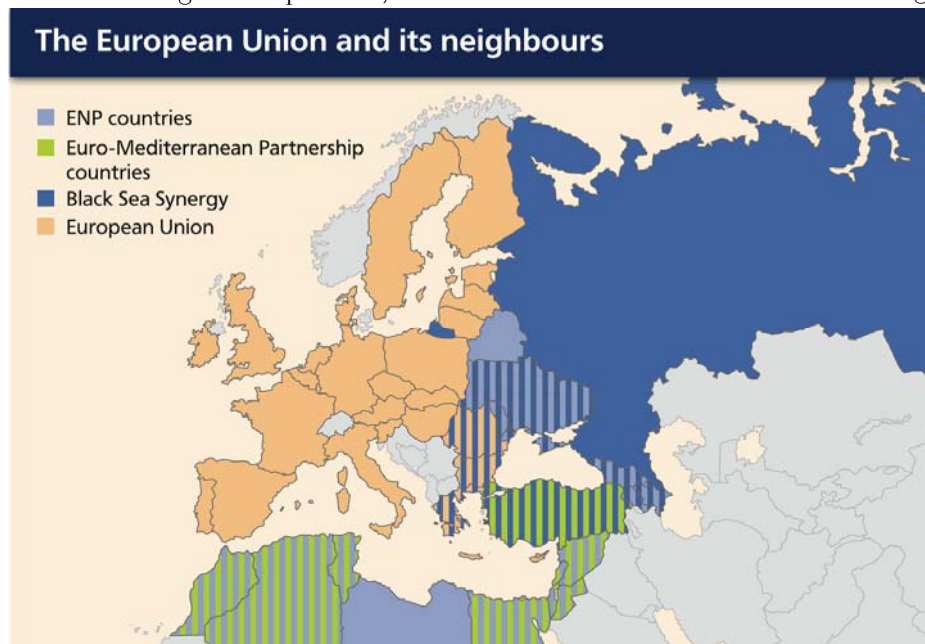 The European Union and its neighbours
ENP countries
Euro-Mediterranean Partnership
countries
Black Sea Synergy
European Union